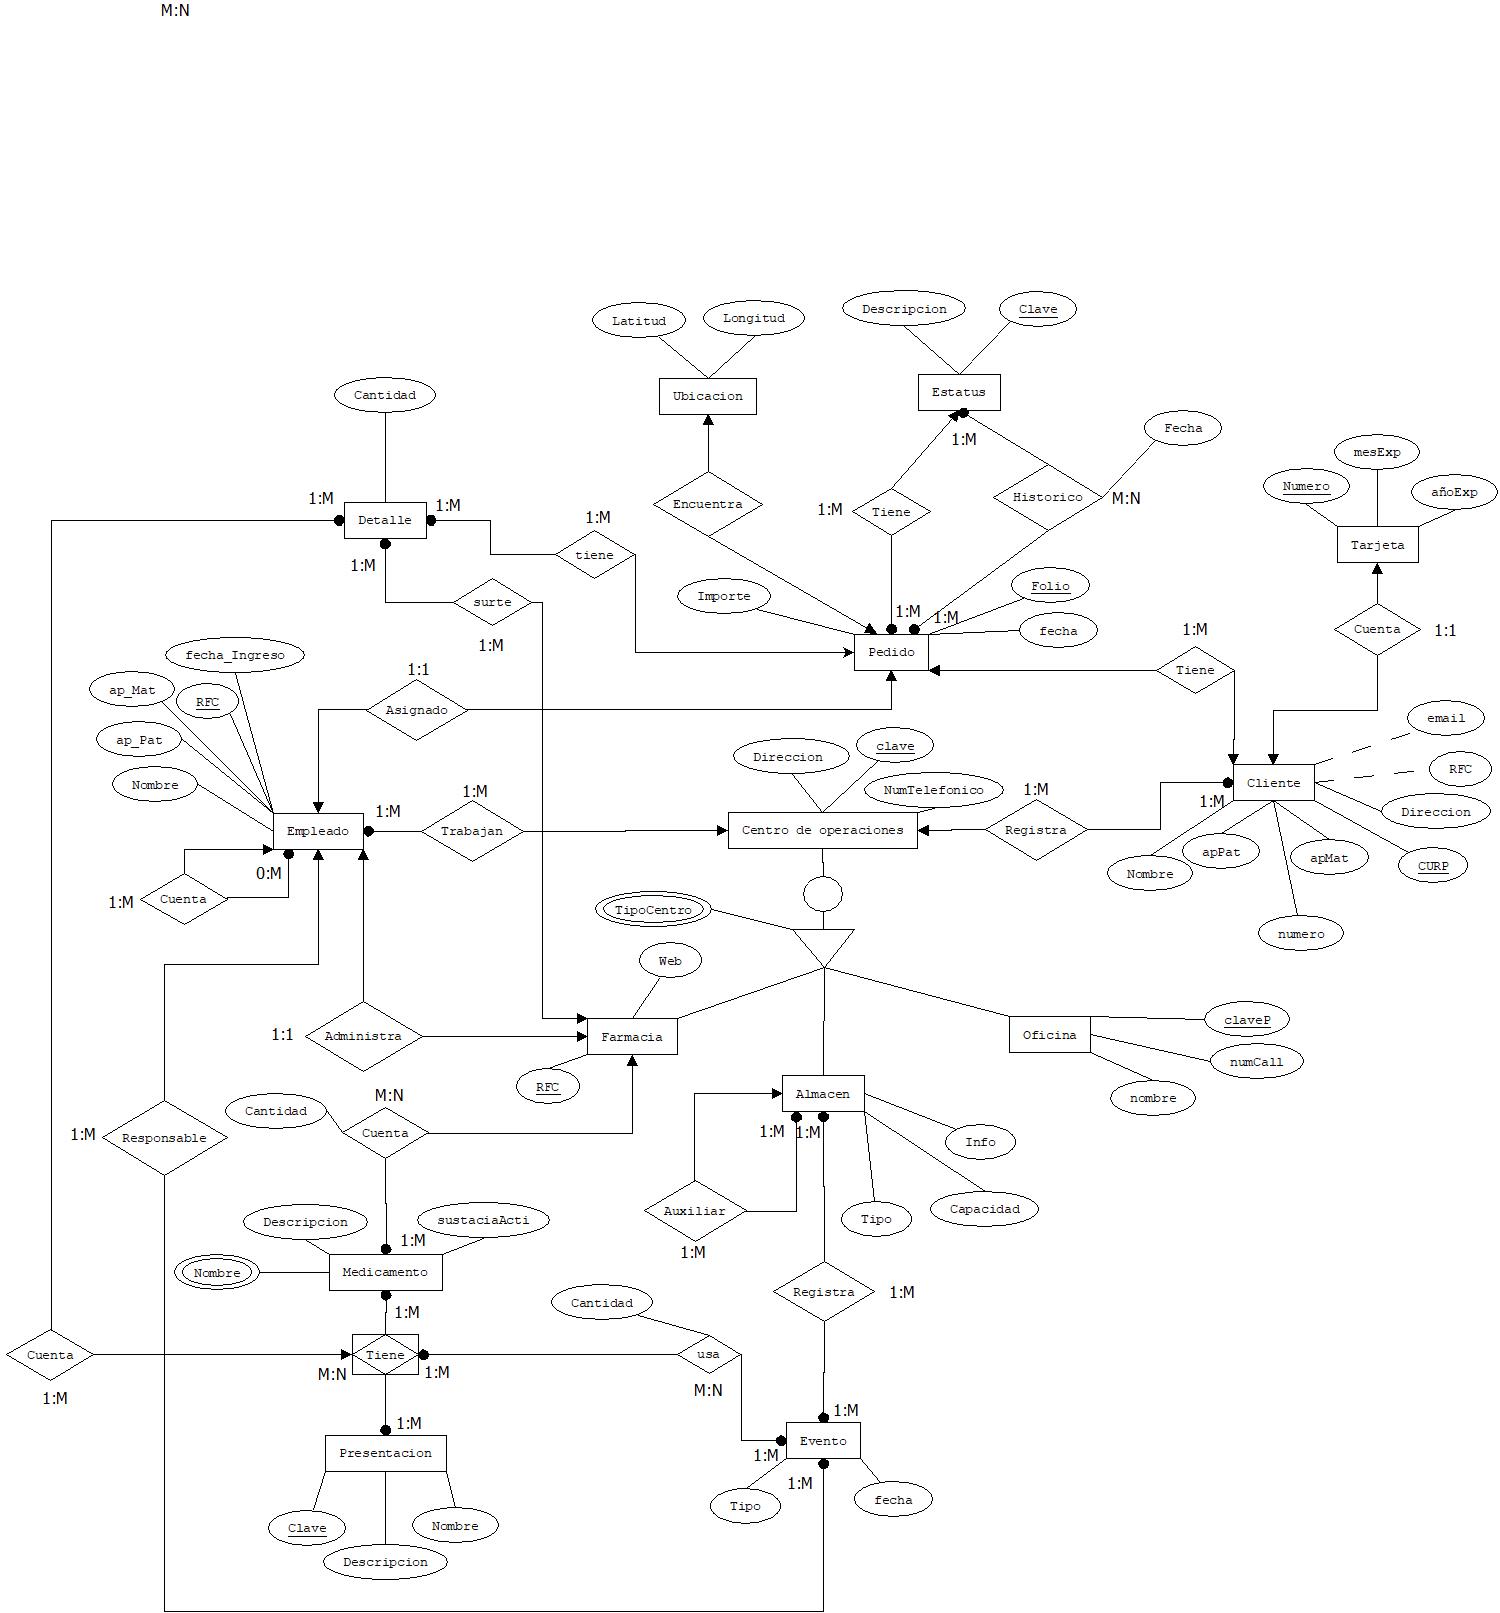 M:N
Descripcion
Clave
Latitud
Longitud
Ubicacion
Estatus
Cantidad
Fecha
1:M
mesExp
Numero
añoExp
Tarjeta
1:M
1:M
Detalle
1:M
Encuentra
1:M
Tiene
Historico
M:N
1:M
tiene
surte
1:M
Importe
Folio
fecha
1:M
1:M
Pedido
1:M
Tiene
Cuenta
1:1
fecha_Ingreso
ap_Mat
RFC
ap_Pat
Nombre
1:1
Asignado
Direccion
clave
NumTelefonico
email
RFC
Direccion
Cliente
1:M
Empleado
1:M
1:M
Trabajan
Centro de operaciones
1:M
Registra
Nombre
apPat
apMat
CURP
numero
0:M
1:M
Cuenta
TipoCentro
Web
Farmacia
RFC
1:1
Administra
Oficina
claveP
numCall
nombre
Almacen
1:M
1:M
Info
Capacidad
Tipo
Cantidad
M:N
Cuenta
1:M
Responsable
Auxiliar
1:M
Descripcion
sustaciaActi
1:M
Nombre
Medicamento
1:M
Registra
1:M
Cantidad
Cuenta
1:M
Tiene
M:N
1:M
usa
M:N
1:M
Presentacion
1:M
Evento
1:M
1:M
Tipo
fecha
Clave
Nombre
Descripcion